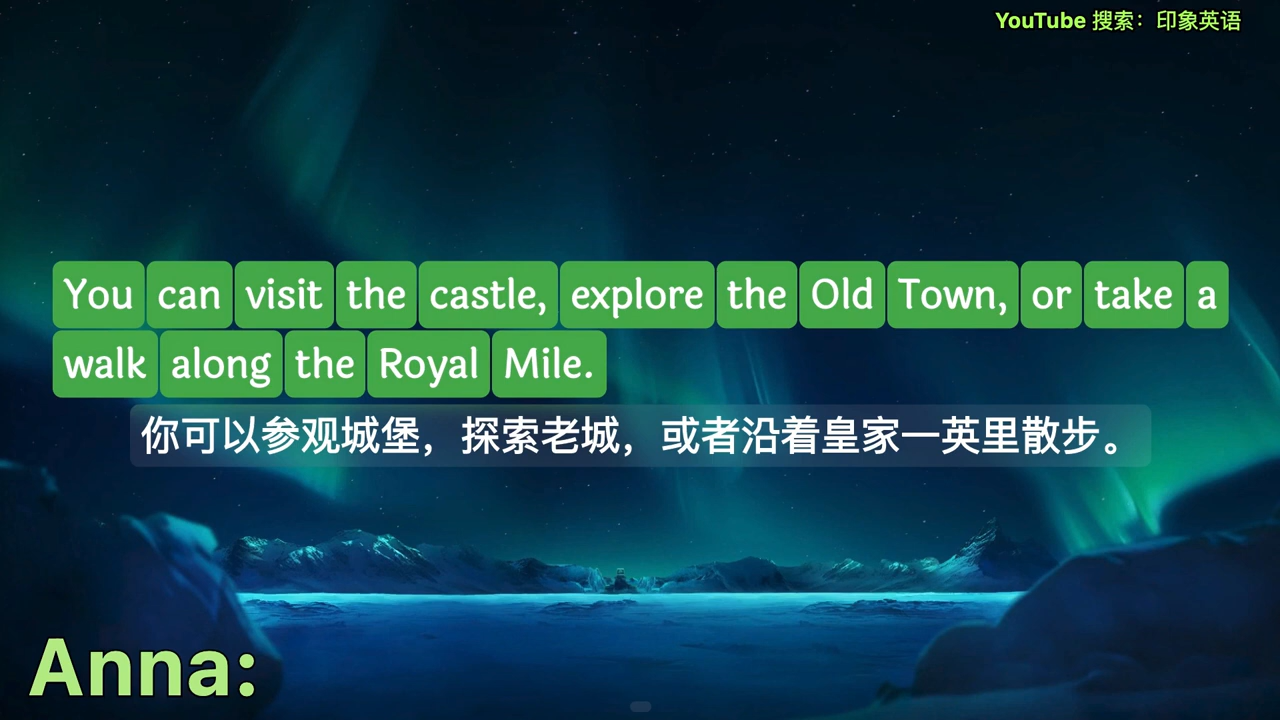 YouTube 搜索：印象英语
You can visit the castle, explore the Old Town, or take a
walk along the Royal Mile.
你可以参观城堡，探索老城，或者沿着皇家一英里散步。
Anna: